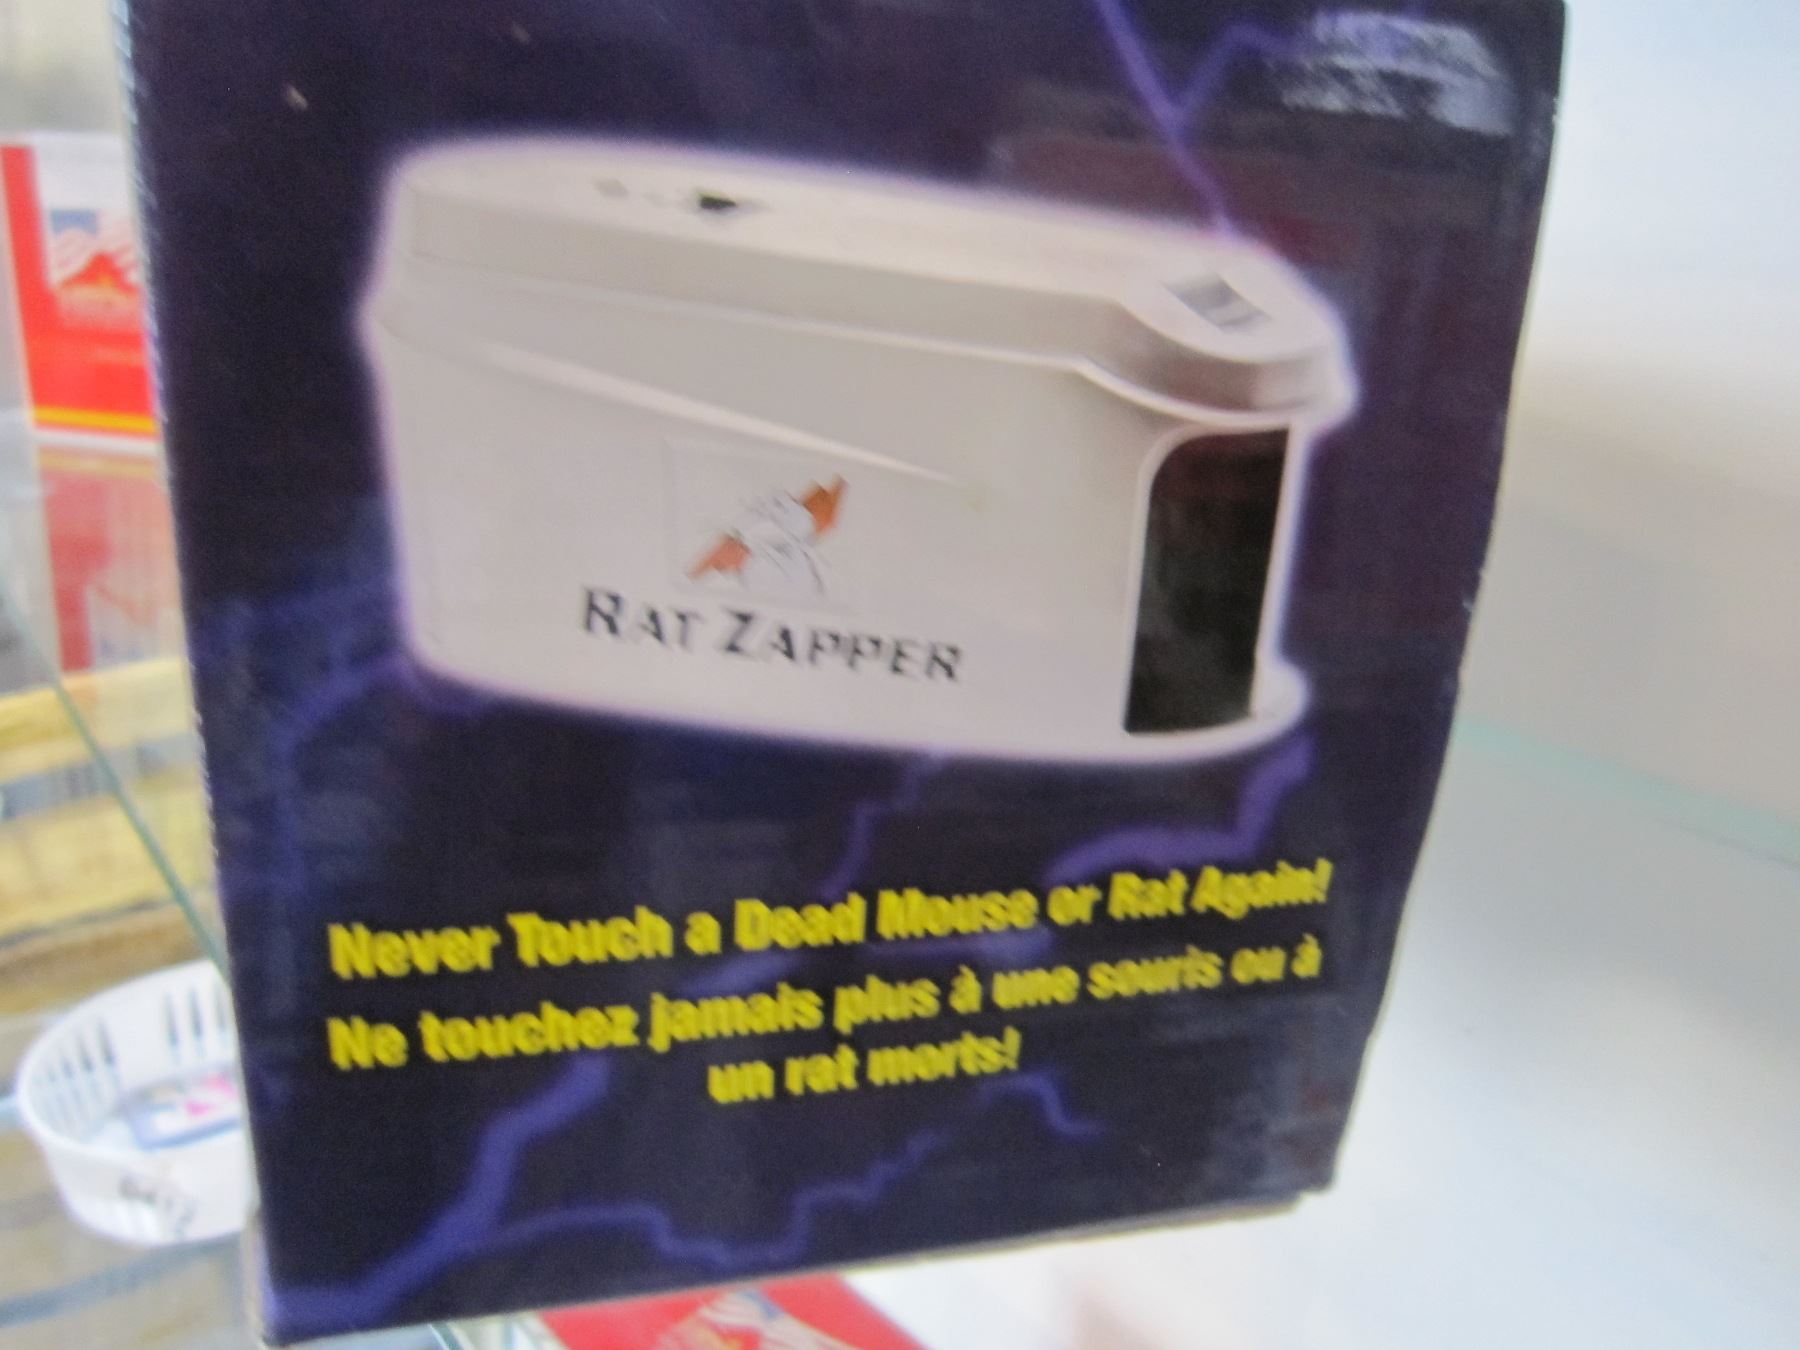 RAT ZAPPER
Never Touch a Dead Mouse or Rat Again!
Ne touchez jamais plus à une souris ou à
un rat morts!